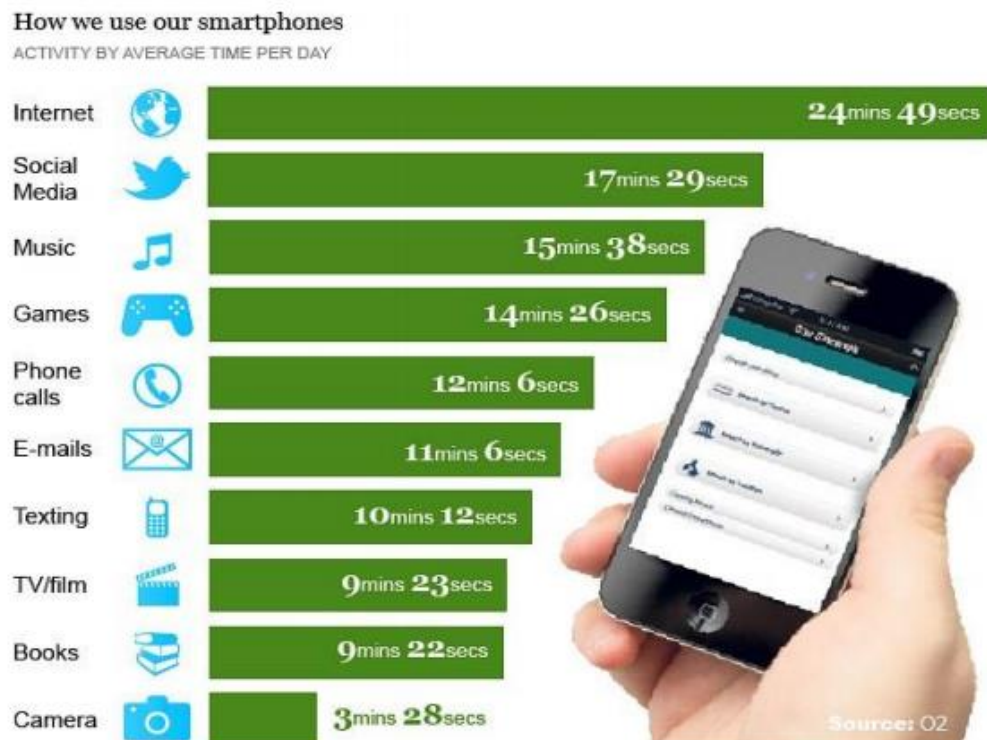 How we use our smartphones
ACTIVITY BY AVERAGE TIME PER DAY
Internet 24mins 49secs
Social
Media 17mins 29secs
Music 15mins 38secs
Games 14mins 26secs
Phone
calls 12mins 6secs
E-mails 11mins 6secs
Texting 10mins 12secs
TV/film 9mins 23secs
Books 9mins 22secs
Camera 3mins 28secs
Source: O2